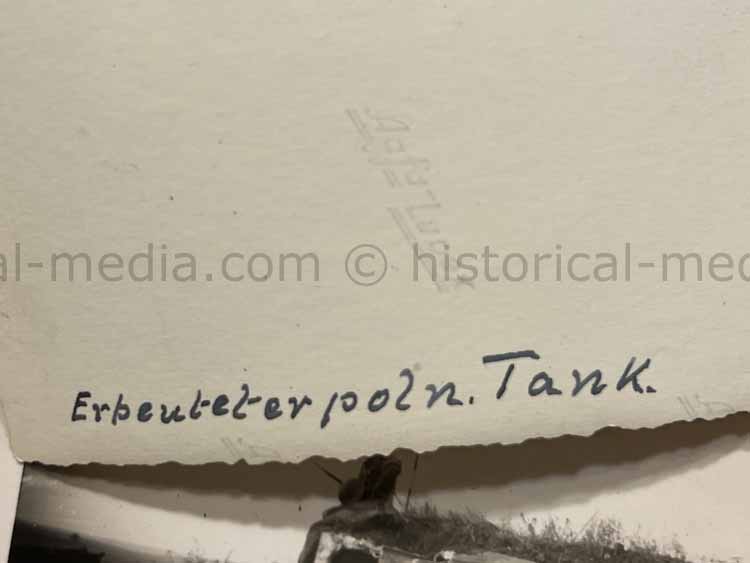 al-media.com © historical-med
Erbeuteter poln. Tank.